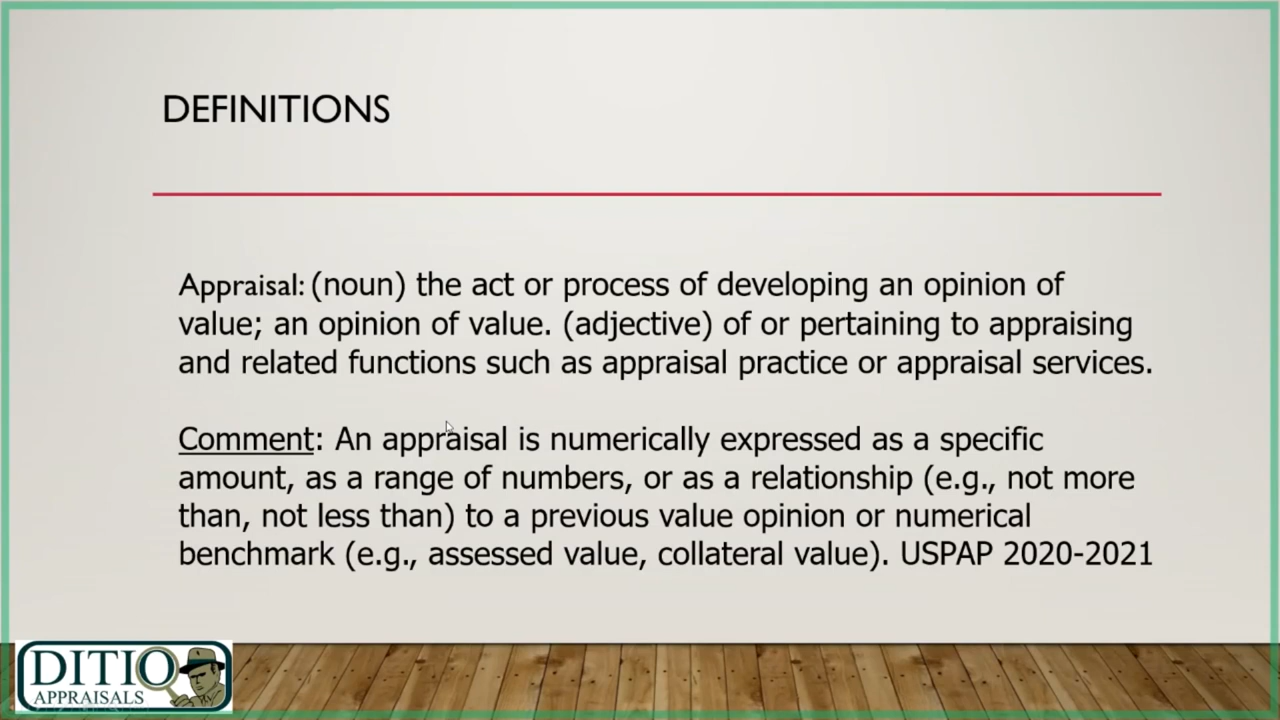 DEFINITIONS
Appraisal: (noun) the act or process of developing an opinion of
value; an opinion of value. (adjective) of or pertaining to appraising
and related functions such as appraisal practice or appraisal services.
Comment: An appraisal is numerically expressed as a specific
amount, as a range of numbers, or as a relationship (e.g., not more
than, not less than) to a previous value opinion or numerical
benchmark (e.g., assessed value, collateral value). USPAP 2020-2021
DITIO
APPRAISALS